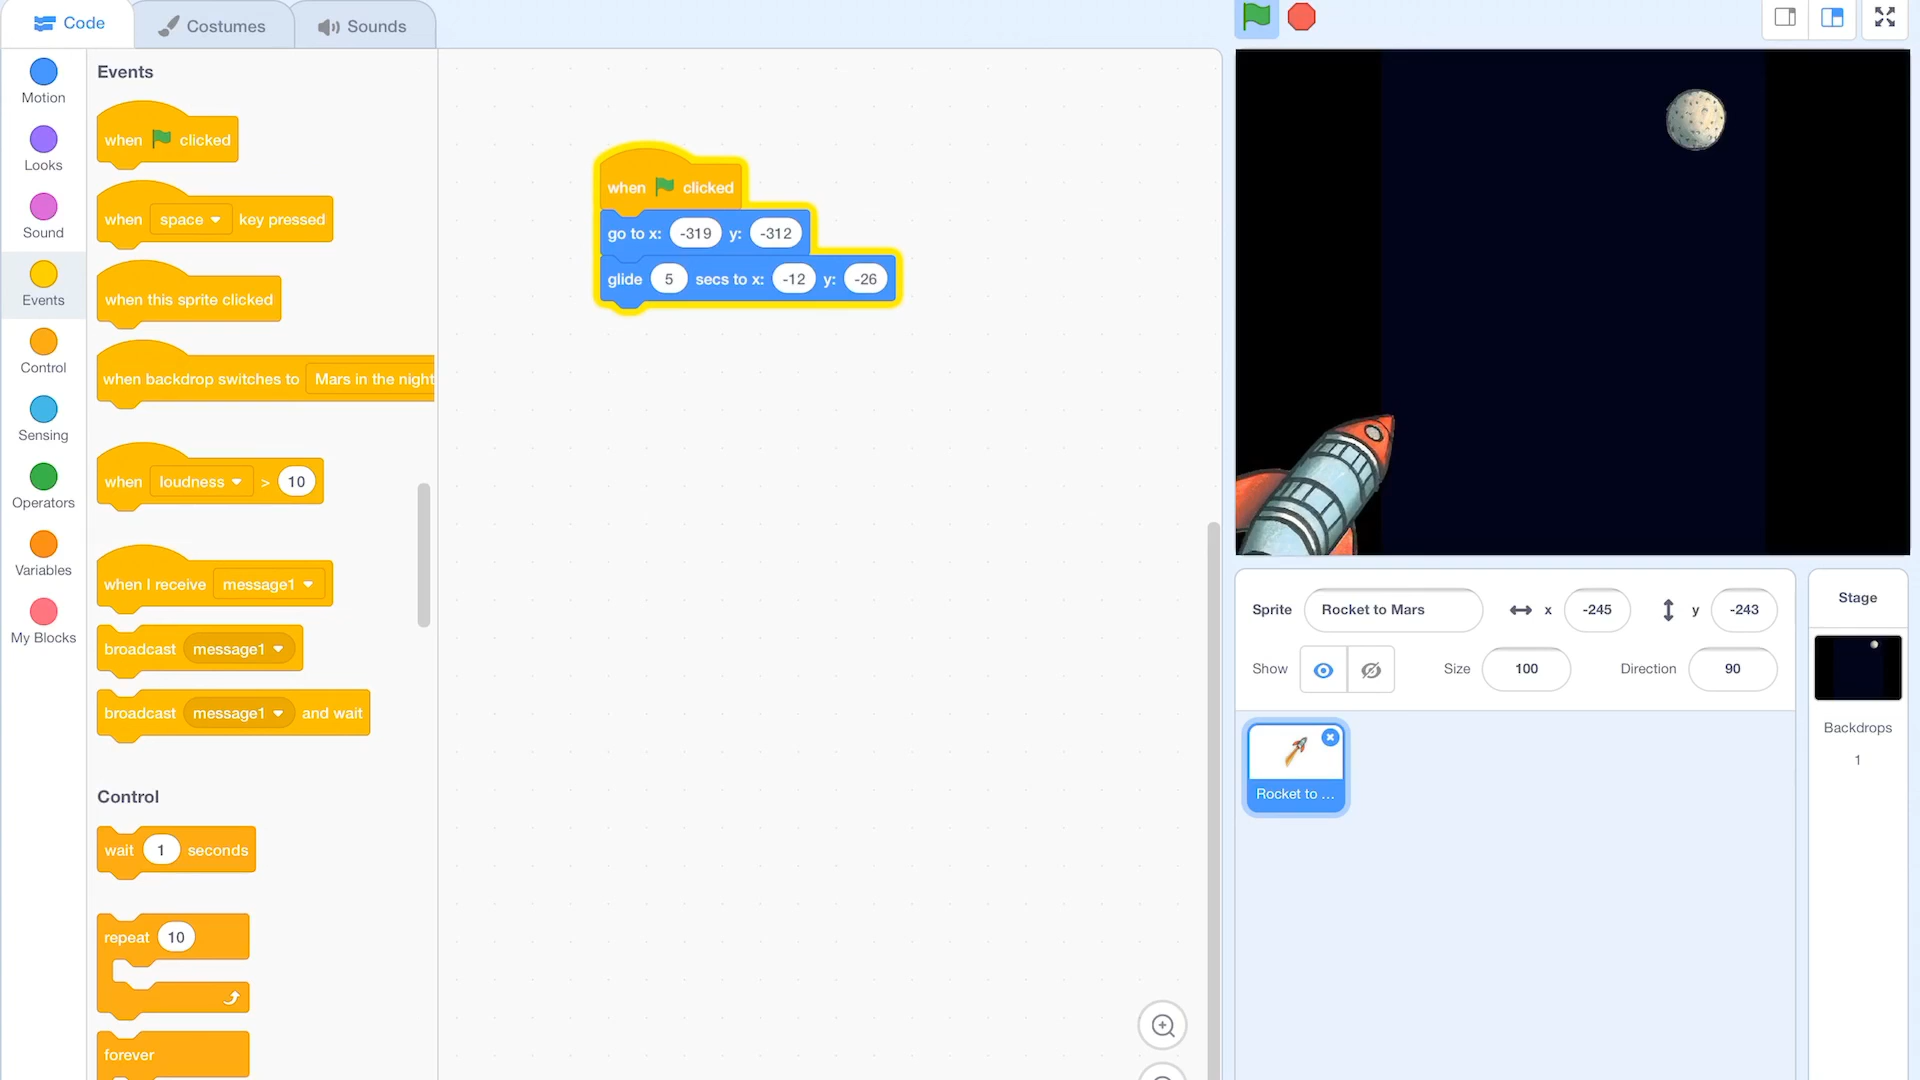 Code
Costumes
Sounds
Motion
Looks
Sound
Events
Control
Sensing
Operators
Variables
My Blocks
Events
when clicked
when space key pressed
when this sprite clicked
when backdrop switches to Mars in the night
when loudness > 10
when I receive message1
broadcast message1
broadcast message1 and wait
Control
wait 1 seconds
repeat 10
forever
when clicked
go to x: -319 y: -312
glide 5 secs to x: -12 y: -26
Sprite Rocket to Mars x -245 y -243
Show Size 100 Direction 90
Rocket to ...
Stage
Backdrops
1